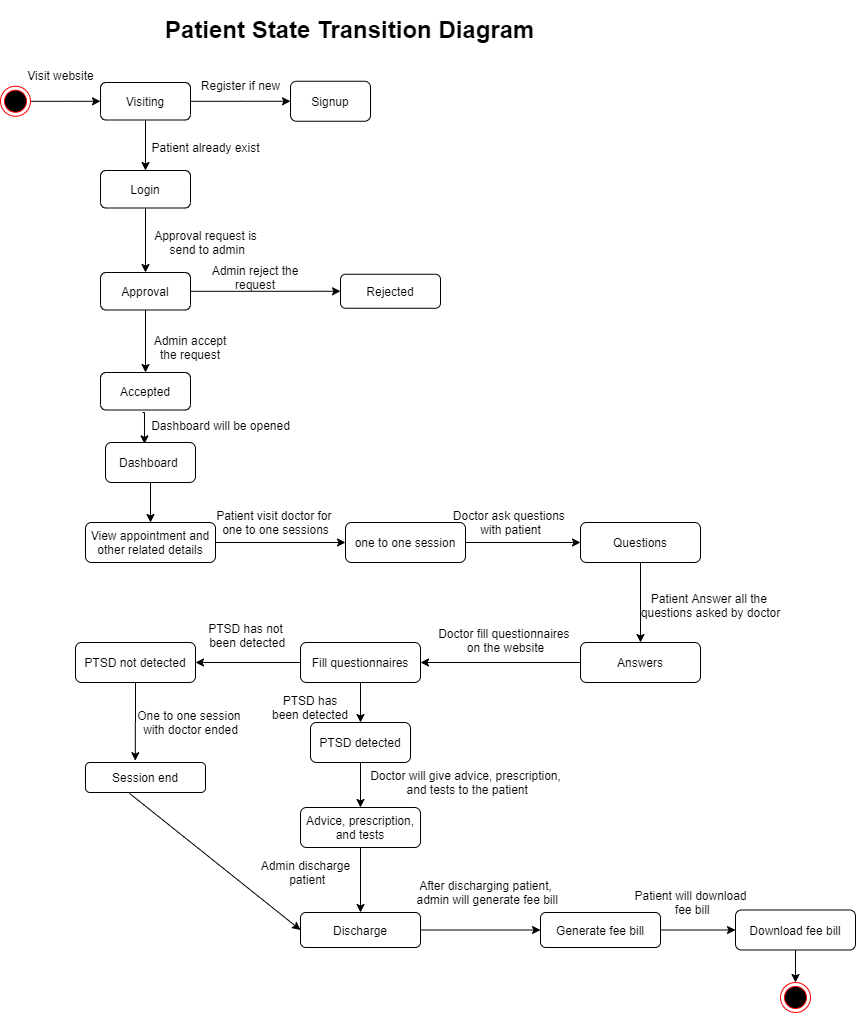 Patient State Transition Diagram
Visit website
Register if new
Visiting
Signup
Patient already exist
Login
Approval request is
send to admin
Admin reject the
request
Approval
Rejected
Admin accept
the request
Accepted
Dashboard will be opened
Dashboard
Patient visit doctor for
one to one sessions
Doctor ask questions
with patient
View appointment and
other related details
one to one session
Questions
Patient Answer all the
questions asked by doctor
PTSD has not
been detected
Doctor fill questionnaires
on the website
PTSD not detected
Fill questionnaires
Answers
PTSD has
been detected
One to one session
with doctor ended
PTSD detected
Session end
Doctor will give advice, prescription,
and tests to the patient
Advice, prescription,
and tests
Admin discharge
patient
After discharging patient,
admin will generate fee bill
Patient will download
fee bill
Discharge
Generate fee bill
Download fee bill